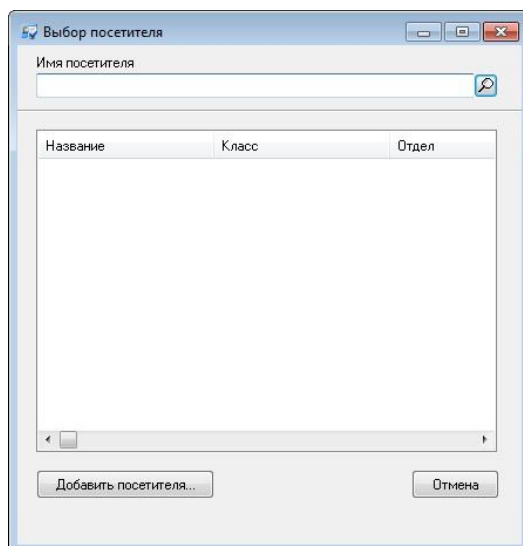 Выбор посетителя
Имя посетителя
Название Класс Отдел
Добавить посетителя... Отмена